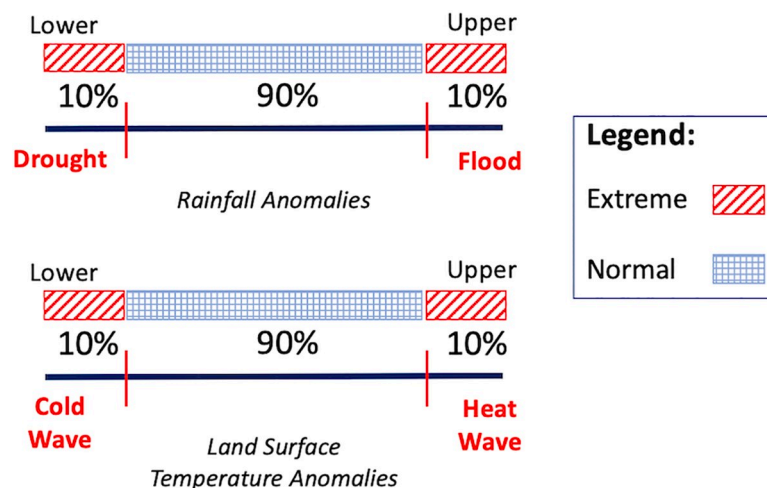 Lower
Upper
10%
90%
10%
Drought
Flood
Rainfall Anomalies
Lower
Upper
10%
90%
10%
Cold
Wave
Heat
Wave
Land Surface
Temperature Anomalies
Legend:
Extreme
Normal